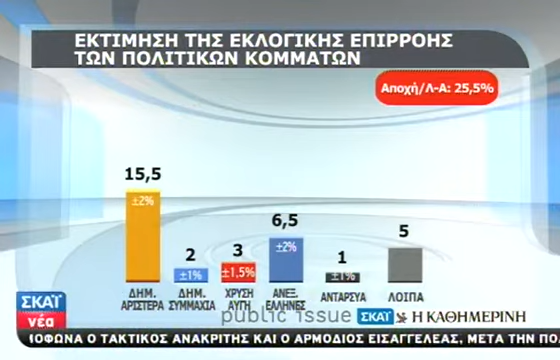 ΕΚΤΙΜΗΣΗ ΤΗΣ ΕΚΛΟΓΙΚΗΣ ΕΠΙΡΡΟΗΣ
ΤΩΝ ΠΟΛΙΤΙΚΩΝ ΚΟΜΜΑΤΩΝ
Αποχή/Λ-Α: 25,5%
15,5 2 3 6,5 1 5
±2% ±1% ±1,5% ±2% ±1%
ΔΗΜ. ΔΗΜ. ΧΡΥΣΗ ΑΝΕΞ. ΑΝΤΑΡΣΥΑ ΛΟΙΠΑ
ΑΡΙΣΤΕΡΑ ΣΥΜΜΑΧΙΑ ΑΥΓΗ ΕΛΛΗΝΕΣ
public issue ΣΚΑΪ Η ΚΑΘΗΜΕΡΙΝΗ
ΣΚΑΪ
νέα
ΙΟΦΩΝΑ Ο ΤΑΚΤΙΚΟΣ ΑΝΑΚΡΙΤΗΣ ΚΑΙ Ο ΑΡΜΟΔΙΟΣ ΕΙΣΑΓΓΕΛΕΑΣ, ΜΕΤΑ ΤΗΝ ΠΟ